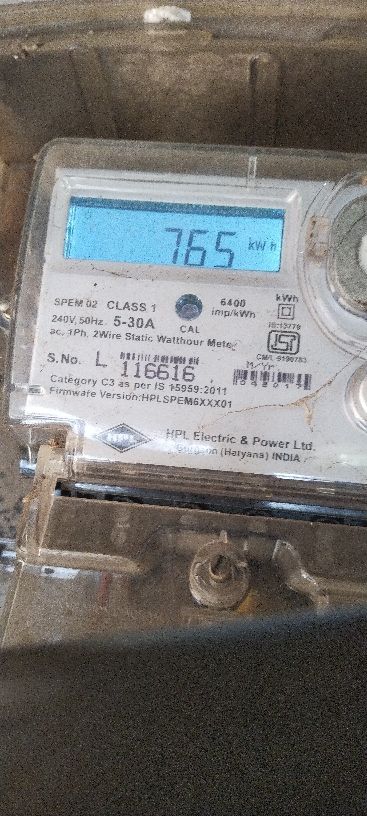 765 kWh
SPEM 02 CLASS 1
240V, 50Hz 5-30A
CAL
6400
imp/kWh
kWh
IS:13779
ac. 1Ph. 2Wire Static Watthour Meter
S.No. L 116616
Category C3 as per IS 15959:2011
Firmware Version:HPLSPEM6XXX01
HPL
HPL Electric & Power Ltd.
(Haryana) INDIA